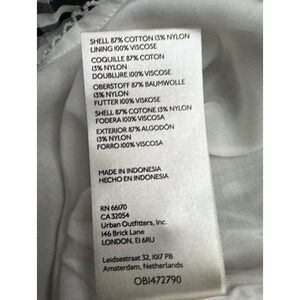 SHELL 87% COTTON 13% NYLON
LINING 100% VISCOSE
COQUILLE 87% COTON
13% NYLON
DOUBLURE 100% VISCOSE
OBERSTOFF 87% BAUMWOLLE
13% NYLON
FUTTER 100% VISKOSE
SHELL 87% COTONE 13% NYLON
FODERA 100% VISCOSA
EXTERIOR 87% ALGODÓN
13% NYLON
FORRO 100% VISCOSA
MADE IN INDONESIA
HECHO EN INDONESIA
RN 66170
CA 32054
Urban Outfitters, Inc
146 Brick Lane
LONDON, E1 6RU
Leidsestraat 32, 1017 PB
Amsterdam, Netherlands
OB1472790